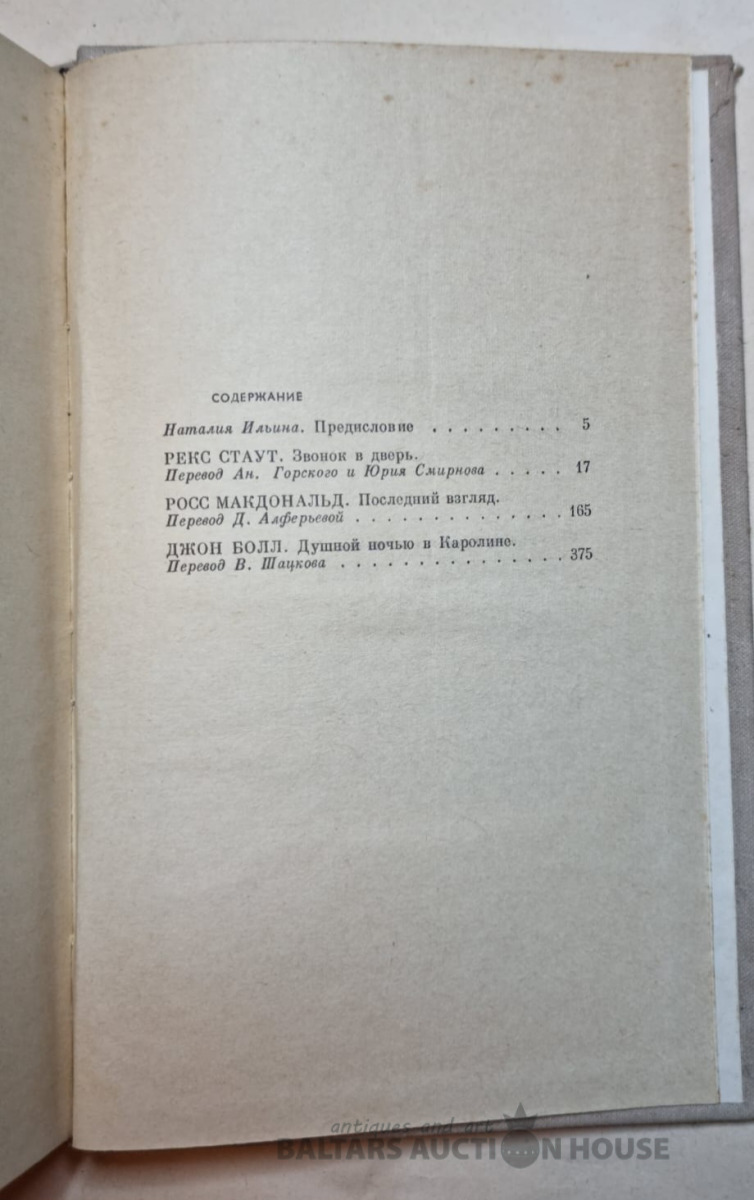 СОДЕРЖАНИЕ
Наталия Ильина. Предисловие . . . . . . . . . 5
РЕКС СТАУТ. Звонок в дверь.
Перевод Ан. Горского и Юрия Смирнова . . . . . 17
РОСС МАКДОНАЛЬД. Последний взгляд.
Перевод Д. Алферьевой . . . . . . . . . . . . . . 165
ДЖОН БОЛЛ. Душной ночью в Каролине.
Перевод В. Шацкова . . . . . . . . . . . . . . . 375
antiques and art
BALTARS AUCTION HOUSE